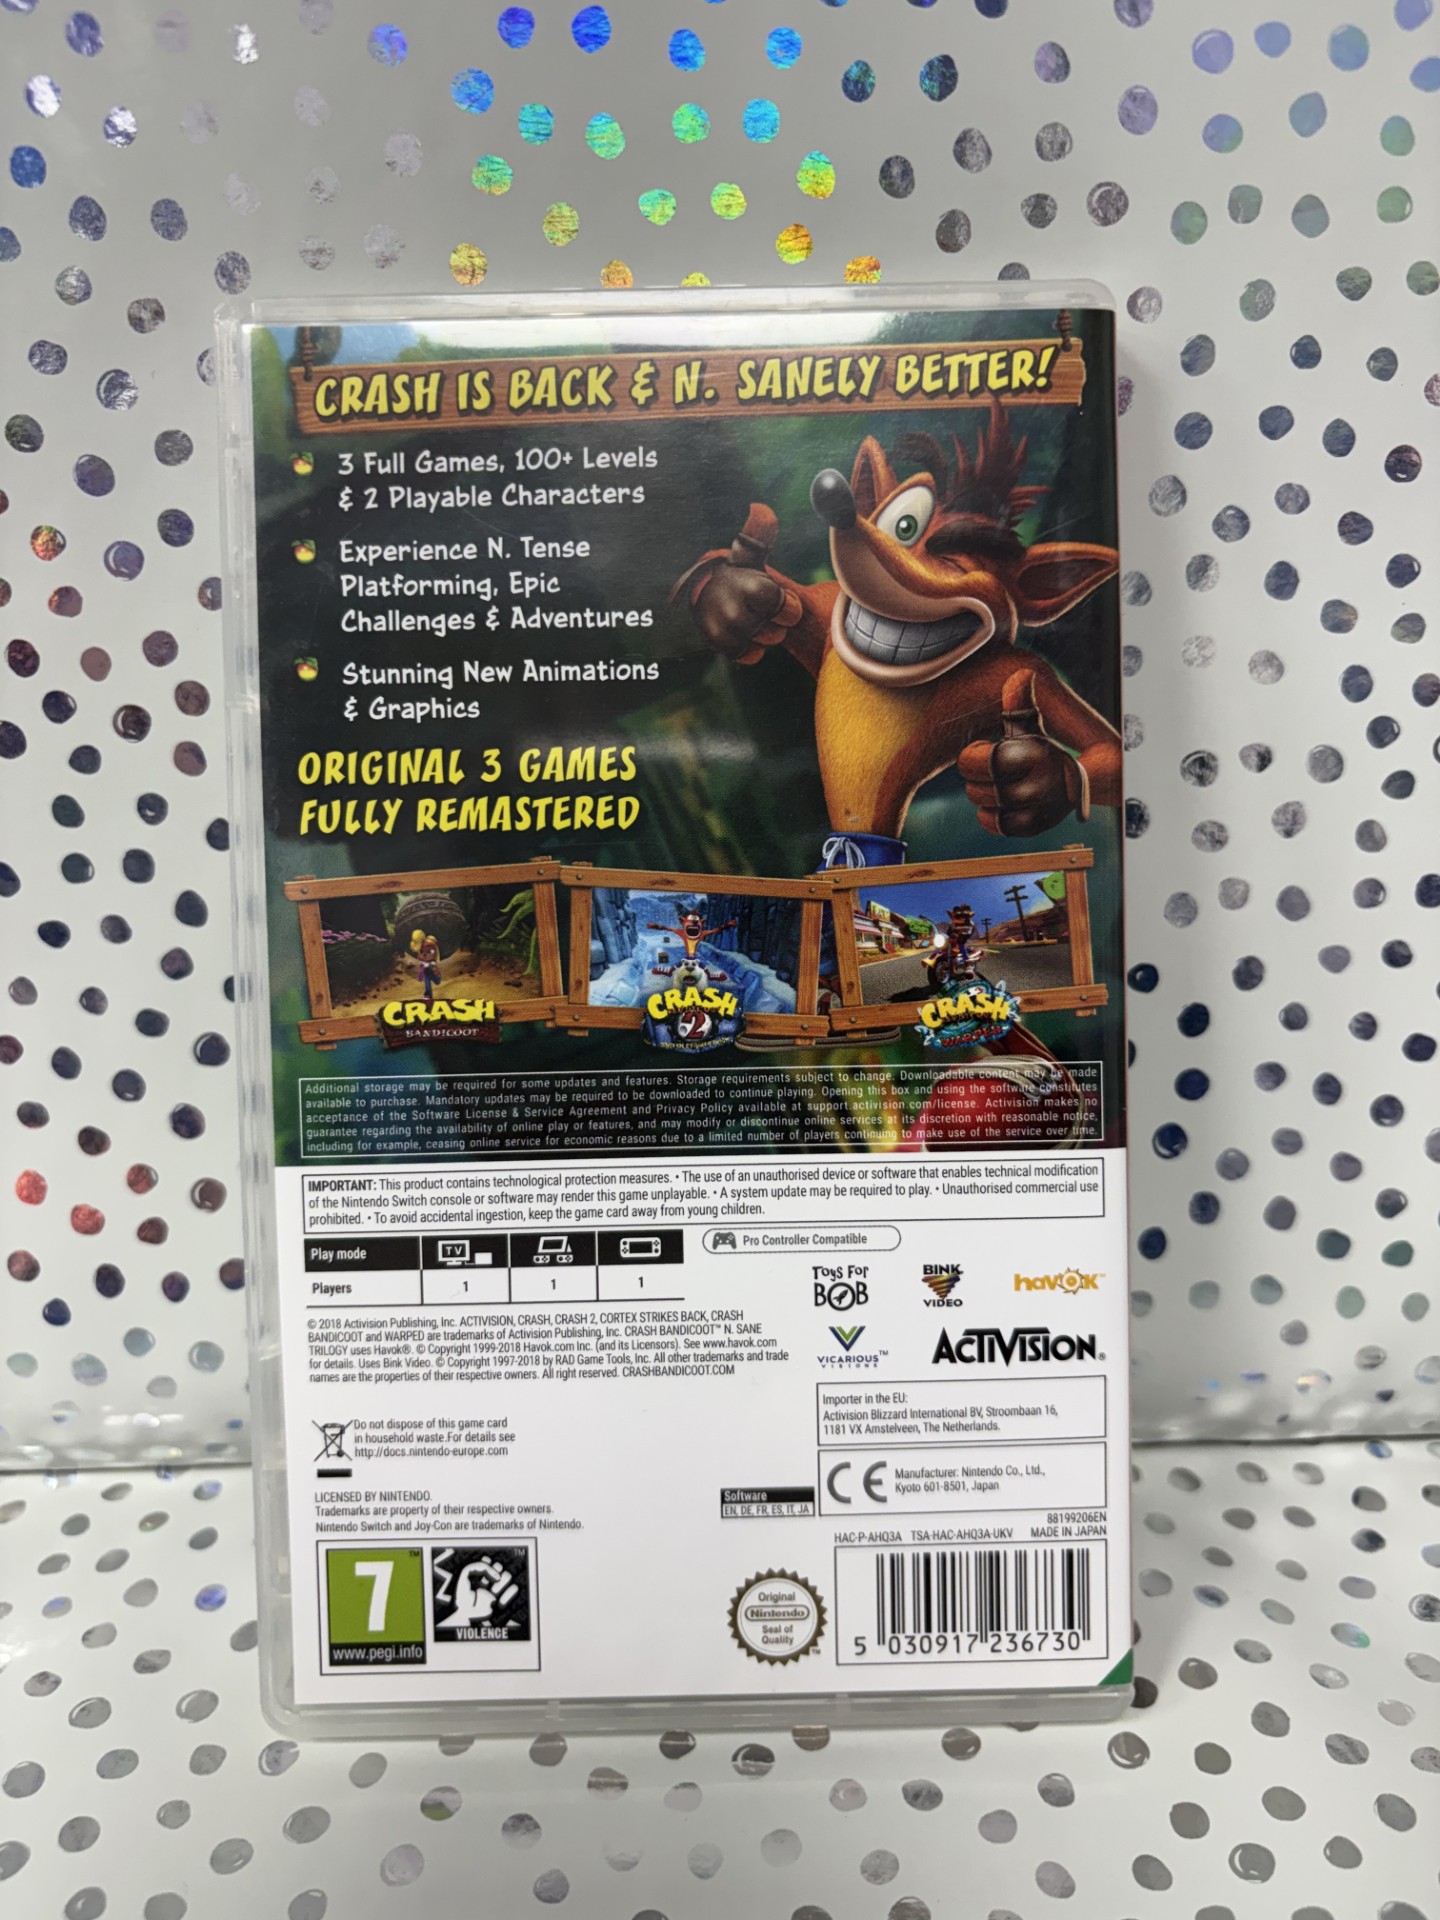 CRASH IS BACK & N. SANELY BETTER!
3 Full Games, 100+ Levels
& 2 Playable Characters
Experience N. Tense
Platforming, Epic
Challenges & Adventures
Stunning New Animations
& Graphics
ORIGINAL 3 GAMES
FULLY REMASTERED
CRASH
BANDICOOT
CRASH
2
CRASH
WARPED
Additional storage may be required for some updates and features. Storage requirements subject to change. Downloadable content may be made
available to purchase. Mandatory updates may be required to be downloaded to continue playing. Opening this box and using the software constitutes
acceptance of the Software License & Service Agreement and Privacy Policy available at support.activision.com/license. Activision makes no
guarantee regarding the availability of online play or features, and may modify or discontinue online services at its discretion with reasonable notice,
including for example, ceasing online service for economic reasons due to a limited number of players continuing to make use of the service over time.
IMPORTANT: This product contains technological protection measures. • The use of an unauthorised device or software that enables technical modification
of the Nintendo Switch console or software may render this game unplayable. • A system update may be required to play. • Unauthorised commercial use
prohibited. • To avoid accidental ingestion, keep the game card away from young children.
Play mode TV
Players 1 1 1
Pro Controller Compatible
TOYS FOR
BOB
BINK
VIDEO
havok™
VICARIOUS™
VISIONS
ACTIVISION®
© 2018 Activision Publishing, Inc. ACTIVISION, CRASH, CRASH 2, CORTEX STRIKES BACK, CRASH
BANDICOOT and WARPED are trademarks of Activision Publishing, Inc. CRASH BANDICOOT™ N. SANE
TRILOGY uses Havok®. © Copyright 1999-2018 Havok.com Inc. (and its Licensors). See www.havok.com
for details. Uses Bink Video. © Copyright 1997-2018 by RAD Game Tools, Inc. All other trademarks and trade
names are the properties of their respective owners. All right reserved. CRASHBANDICOOT.COM
Importer in the EU:
Activision Blizzard International BV, Stroombaan 16,
1181 VX Amstelveen, The Netherlands.
Do not dispose of this game card
in household waste.For details see
http://docs.nintendo-europe.com
CE
Manufacturer: Nintendo Co., Ltd.,
Kyoto 601-8501, Japan
LICENSED BY NINTENDO.
Trademarks are property of their respective owners.
Nintendo Switch and Joy-Con are trademarks of Nintendo.
Software
EN, DE, FR, ES, IT, JA
88199206EN
HAC-P-AHQ3A TSA-HAC-AHQ3A-UKV MADE IN JAPAN
7™
www.pegi.info
™
VIOLENCE
Original
Nintendo
Seal of
Quality
™
5 030917 236730